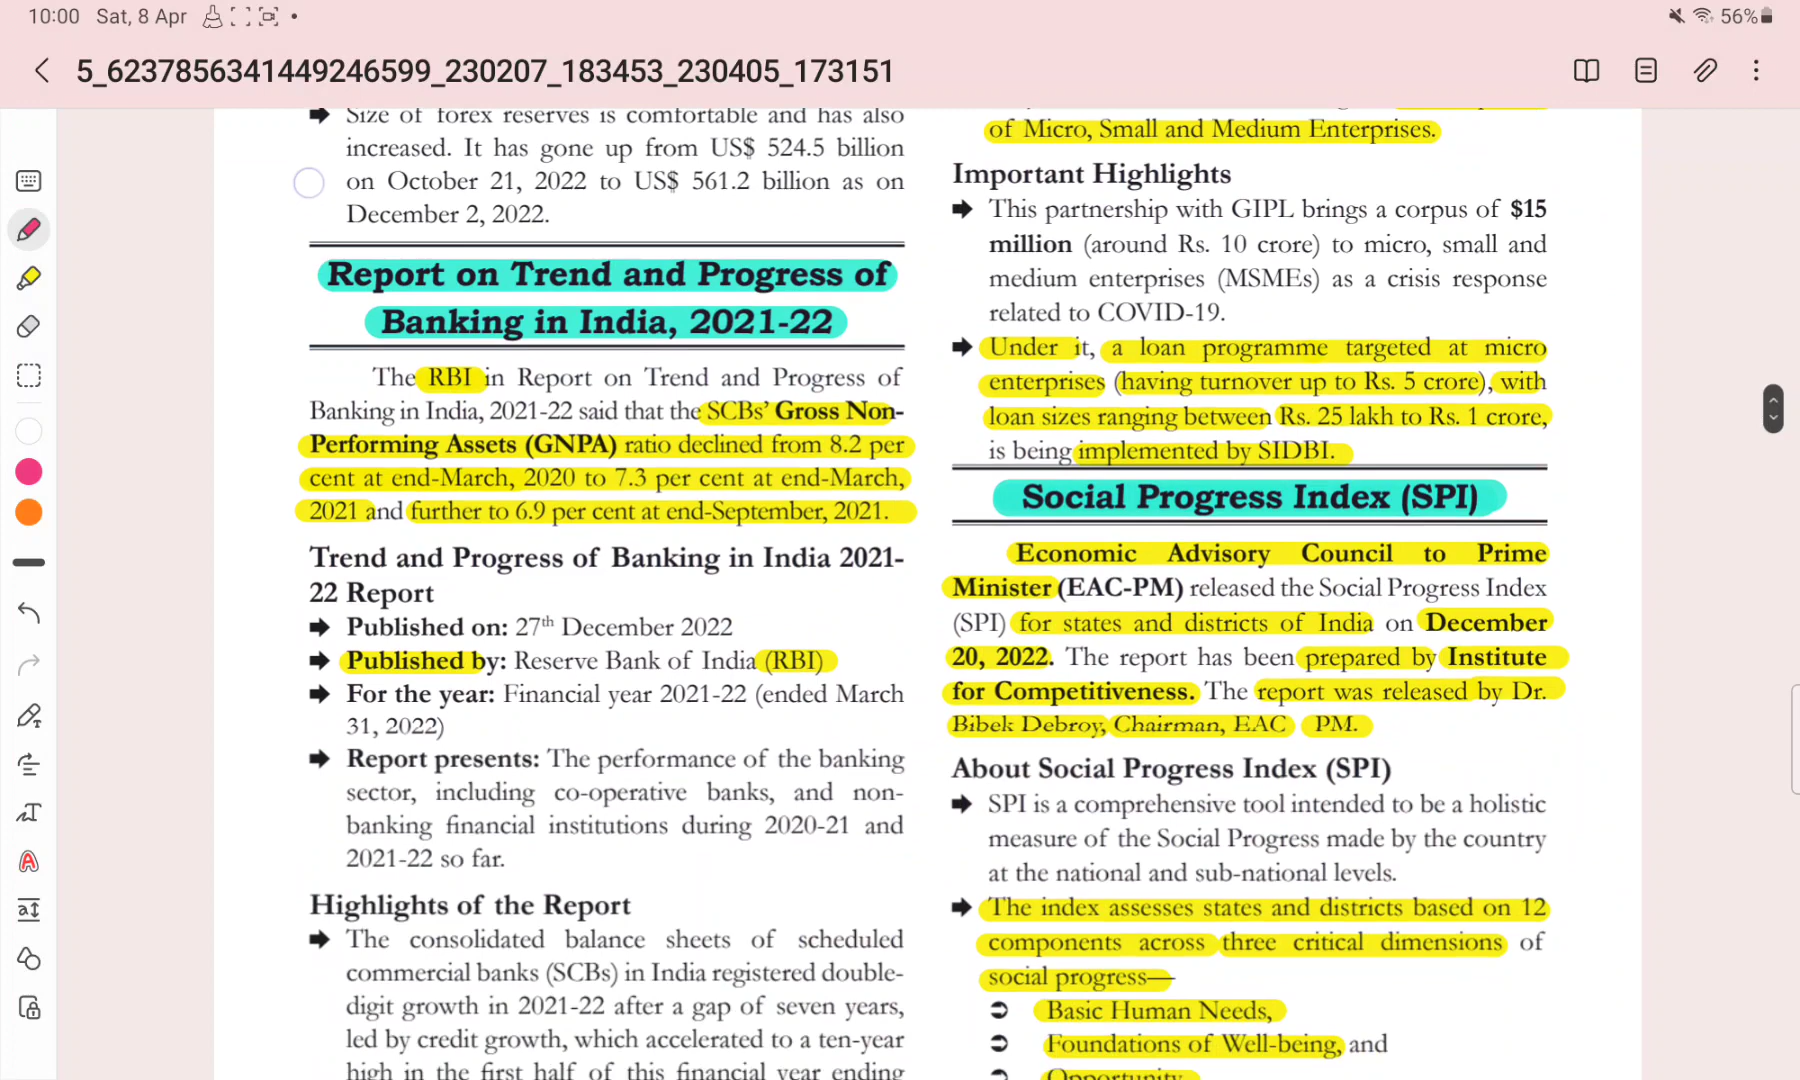 10:00 Sat, 8 Apr
56%
5_6237856341449246599_230207_183453_230405_173151
Size of forex reserves is comfortable and has also
increased. It has gone up from US$ 524.5 billion
on October 21, 2022 to US$ 561.2 billion as on
December 2, 2022.
Report on Trend and Progress of
Banking in India, 2021-22
The RBI in Report on Trend and Progress of
Banking in India, 2021-22 said that the SCBs' Gross Non-
Performing Assets (GNPA) ratio declined from 8.2 per
cent at end-March, 2020 to 7.3 per cent at end-March,
2021 and further to 6.9 per cent at end-September, 2021.
Trend and Progress of Banking in India 2021-
22 Report
Published on: 27th December 2022
Published by: Reserve Bank of India (RBI)
For the year: Financial year 2021-22 (ended March
31, 2022)
Report presents: The performance of the banking
sector, including co-operative banks, and non-
banking financial institutions during 2020-21 and
2021-22 so far.
Highlights of the Report
The consolidated balance sheets of scheduled
commercial banks (SCBs) in India registered double-
digit growth in 2021-22 after a gap of seven years,
led by credit growth, which accelerated to a ten-year
high in the first half of this financial year ending
of Micro, Small and Medium Enterprises.
Important Highlights
This partnership with GIPL brings a corpus of $15
million (around Rs. 10 crore) to micro, small and
medium enterprises (MSMEs) as a crisis response
related to COVID-19.
Under it, a loan programme targeted at micro
enterprises (having turnover up to Rs. 5 crore), with
loan sizes ranging between Rs. 25 lakh to Rs. 1 crore,
is being implemented by SIDBI.
Social Progress Index (SPI)
Economic Advisory Council to Prime
Minister (EAC-PM) released the Social Progress Index
(SPI) for states and districts of India on December
20, 2022. The report has been prepared by Institute
for Competitiveness. The report was released by Dr.
Bibek Debroy, Chairman, EAC PM.
About Social Progress Index (SPI)
SPI is a comprehensive tool intended to be a holistic
measure of the Social Progress made by the country
at the national and sub-national levels.
The index assesses states and districts based on 12
components across three critical dimensions of
social progress—
Basic Human Needs,
Foundations of Well-being, and
Opportunity